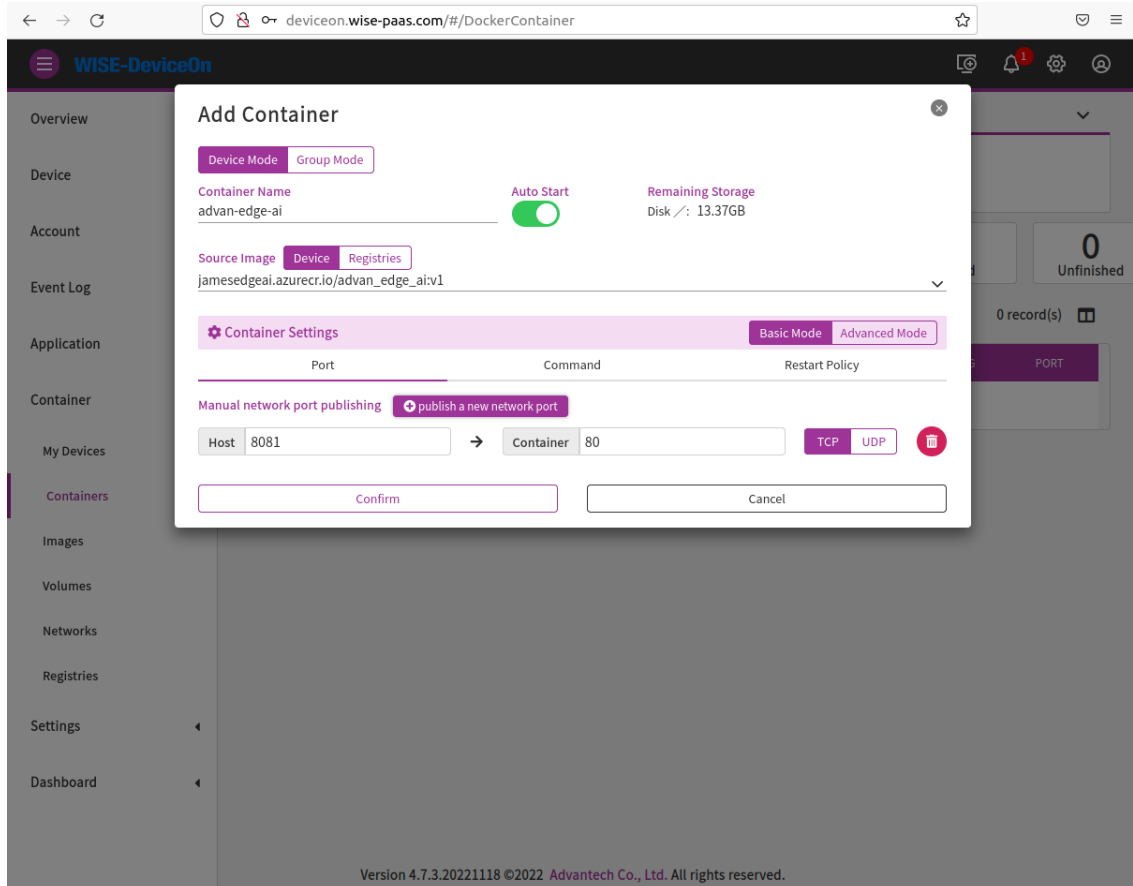 deviceon.wise-paas.com/#/DockerContainer
WISE-DeviceOn
1
Overview
Device
Account
Event Log
Application
Container
My Devices
Containers
Images
Volumes
Networks
Registries
Settings
Dashboard
Add Container
Device Mode Group Mode
Container Name Auto Start Remaining Storage
advan-edge-ai Disk /: 13.37GB
Source Image Device Registries
jamesedgeai.azurecr.io/advan_edge_ai:v1
Container Settings Basic Mode Advanced Mode
Port Command Restart Policy
Manual network port publishing publish a new network port
Host 8081 Container 80 TCP UDP
Confirm Cancel
0
Unfinished
0 record(s)
PORT
Version 4.7.3.20221118 ©2022 Advantech Co., Ltd. All rights reserved.